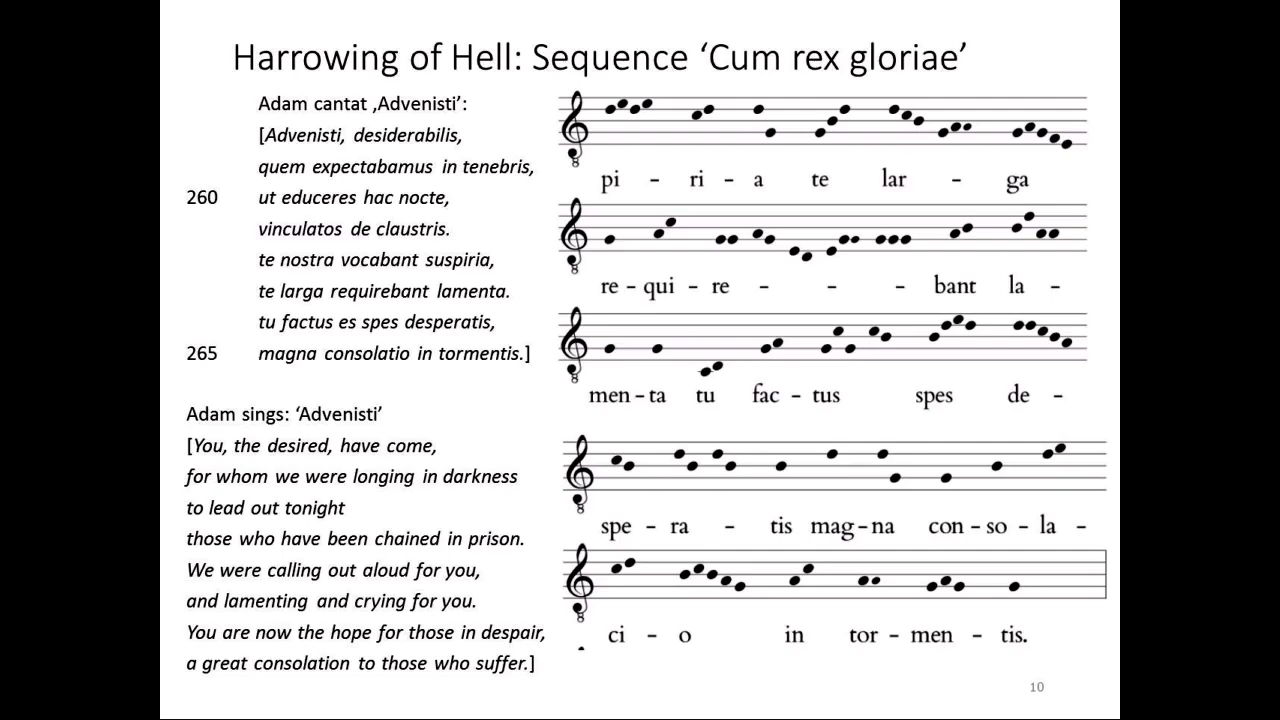 Harrowing of Hell: Sequence ‘Cum rex gloriae’
Adam cantat ‚Advenisti’:
[Advenisti, desiderabilis,
quem expectabamus in tenebris,
260 ut educeres hac nocte,
vinculatos de claustris.
te nostra vocabant suspiria,
te larga requirebant lamenta.
tu factus es spes desperatis,
265 magna consolatio in tormentis.]
Adam sings: ‘Advenisti’
[You, the desired, have come,
for whom we were longing in darkness
to lead out tonight
those who have been chained in prison.
We were calling out aloud for you,
and lamenting and crying for you.
You are now the hope for those in despair,
a great consolation to those who suffer.]
pi – ri – a te lar – ga
re – qui – re – – – bant la –
men – ta tu fac – tus spes de –
spe – ra – tis mag – na con – so – la –
ci – o in tor – men – tis.
10